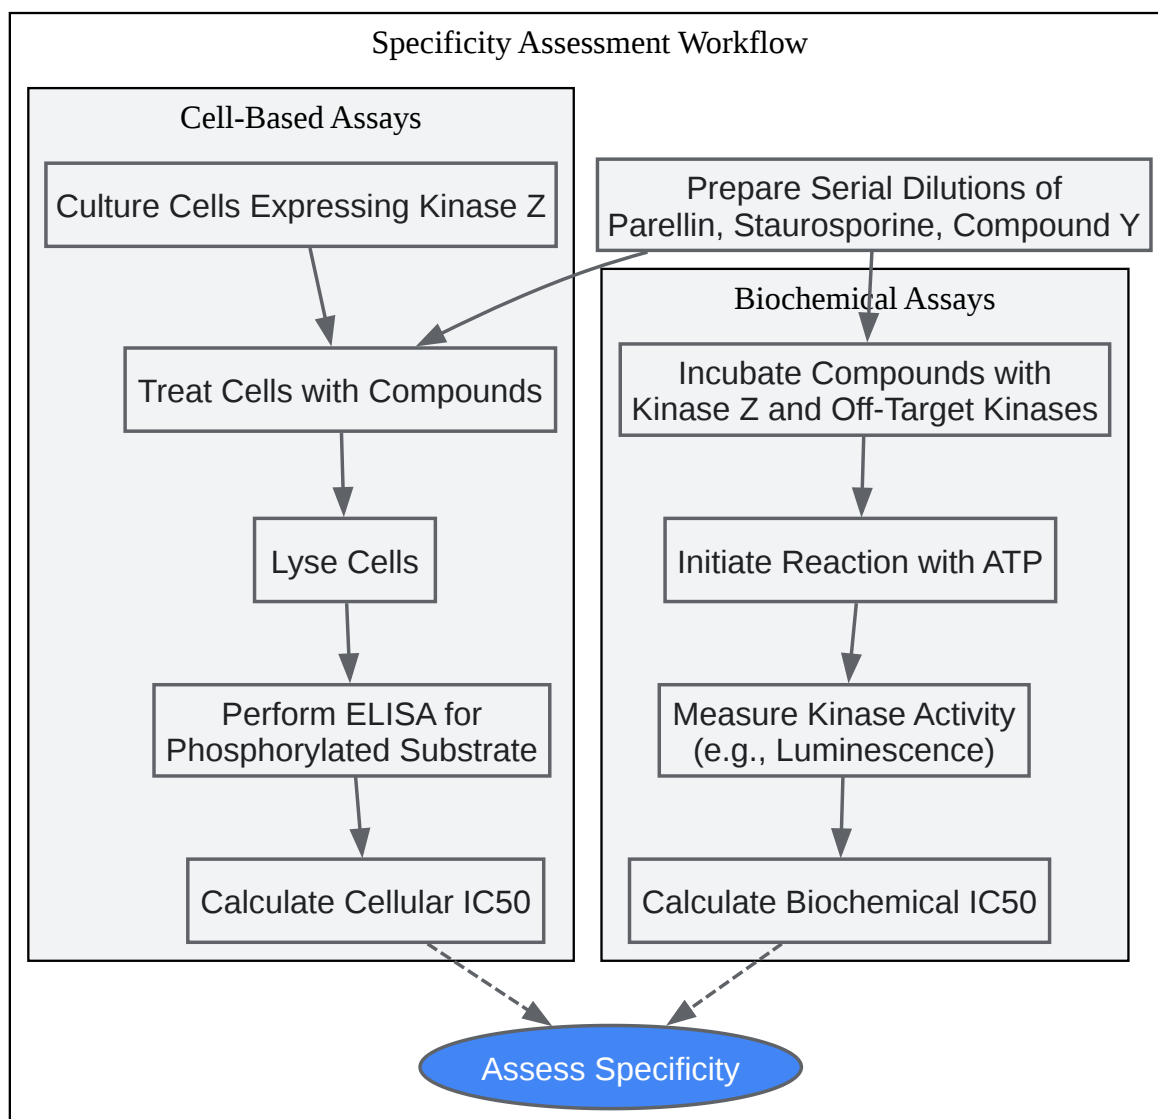 Specificity Assessment Workflow
Cell-Based Assays
Culture Cells Expressing Kinase Z
Prepare Serial Dilutions of
Parellin, Staurosporine, Compound Y
Biochemical Assays
Treat Cells with Compounds
Incubate Compounds with
Kinase Z and Off-Target Kinases
Lyse Cells
Initiate Reaction with ATP
Perform ELISA for
Phosphorylated Substrate
Measure Kinase Activity
(e.g., Luminescence)
Calculate Cellular IC50
Calculate Biochemical IC50
Assess Specificity